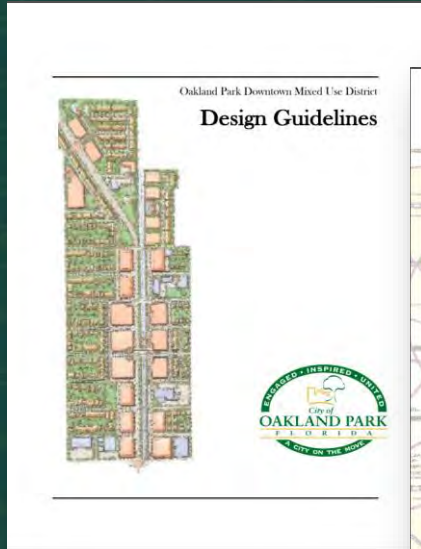 Oakland Park Downtown Mixed Use District
Design Guidelines
ENGAGED • INSPIRED • UNITED
City of
OAKLAND PARK
FLORIDA
A CITY ON THE MOVE